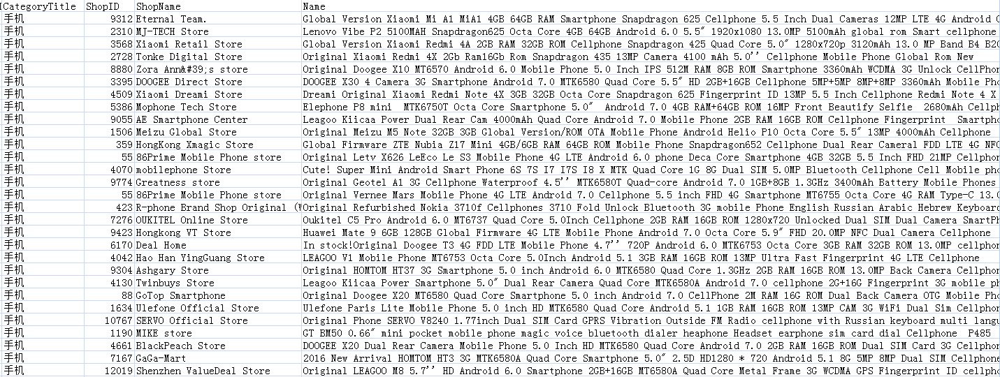 CategoryTitle ShopID ShopName Name
手机 9312 Eternal Team. Global Version Xiaomi Mi A1 MiA1 4GB 64GB RAM Smartphone Snapdragon 625 Cellphone 5.5 Inch Dual Cameras 12MP LTE 4G Android
手机 2310 MJ-TECH Store Lenovo Vibe P2 5100MAH Snapdragon625 Octa Core 4GB 64GB Android 6.0 5.5″ 1920x1080 13.0MP 5100mAh global rom Smart cellphone
手机 3568 Xiaomi Retail Store Global Version Xiaomi Redmi 4A 2GB RAM 32GB ROM Cellphone Snapdragon 425 Quad Core 5.0″ 1280x720p 3120mAh 13.0 MP Band B4 B20
手机 2728 Tonke Digital Store Original Xiaomi Redmi 4X 2Gb Ram16Gb Rom Snapdragon 435 13MP Camera 4100 mAh 5.0'' Cellphone Mobile Phone Global Rom New
手机 8880 Zora Ann&#39;s store Original Doogee X10 MT6570 Android 6.0 Mobile Phone 5.0 Inch IPS 512M RAM 8GB ROM Smartphone 3360mAh WCDMA 3G Unlock CellPhon
手机 3395 DOOGEE Direct Store DOOGEE X30 4 Camera 3G Smartphone Android 7.0 MTK6580 Quad Core 5.5″ HD 2GB+16GB Cellphone 5MP+5MP 8MP+8MP 3360mAh Mobile Pho
手机 4509 Xiaomi Dreami Store Dreami Original Xiaomi Redmi Note 4X 3GB 32GB Octa Core Snapdragon 625 Fingerprint ID 13MP 5.5 Inch Cellphone Redmi Note 4 X
手机 5386 Mophone Tech Store Elephone P8 mini  MTK6750T Octa Core Smartphone 5.0″  Android 7.0 4GB RAM+64GB ROM 16MP Front Beautify Selfie  2680mAh Cellph
手机 9055 AE Smartphone Center Leagoo Kiicaa Power Dual Rear Cam 4000mAh Quad Core Android 7.0 Mobile Phone 2GB RAM 16GB ROM Cellphone Fingerprint  Smartpho
手机 1506 Meizu Global Store Original Meizu M5 Note 32GB 3GB Global Version/ROM OTA Mobile Phone Android Helio P10 Octa Core 5.5″ 13MP 4000mAh Cellphone
手机 359 HongKong Xmagic Store Global Firmware ZTE Nubia Z17 Mini 4GB/6GB RAM 64GB ROM Mobile Phone Snapdragon652 Cellphone Dual Rear Cameral FDD LTE 4G NFC
手机 55 86Prime Mobile Phone store Original Letv X626 LeEco Le S3 Mobile Phone 4G LTE Android 6.0 phone Deca Core Smartphone 4GB 32GB 5.5 Inch FHD 21MP Cellpho
手机 4070 mobilephone Store Cute! Super Mini Android Smart Phone 6S 7S I7 I7S I8 X MTK Quad Core 1G 8G Dual SIM 5.0MP Bluetooth Cellphone Cell Mobile pho
手机 9774 Greatness store Original Geotel A1 3G Cellphone Waterproof 4.5'' MTK6580T Quad-core Android 7.0 1GB+8GB 1.3GHz 3400mAh Battery Mobile Phones
手机 55 86Prime Mobile Phone store Original Vernee Mars Mobile Phone 4G LTE Android 7.0 Cellphone 5.5 inch FHD 4G Smartphone MT6755 Octa Core 4G RAM Type-C 13.0
手机 423 R-phone Brand Shop Original (W Original Refurbished Nokia 3710f Cellphones 3710 Fold Unlock Bluetooth 3G mobile Phone English Russian Arabic Hebrew Keyboard
手机 7276 OUKITEL Online Store Oukitel C5 Pro Android 6.0 MT6737 Quad Core 5.0Inch Cellphone 2GB RAM 16GB ROM 1280x720 Unlocked Dual SIM Dual Camera SmartPh
手机 9423 Hongkong VT Store Huawei Mate 9 6GB 128GB Global Firmware 4G LTE Mobile Phone Android 7.0 Octa Core 5.9″ FHD 20.0MP NFC Dual Camera Cellphone
手机 6170 Deal Home In stock!Original Doogee T3 4G FDD LTE Mobile Phone 4.7'' 720P Android 6.0 MTK6753 Octa Core 3GB RAM 32GB ROM 13.0MP cellphon
手机 4042 Hao Han YingGuang Store LEAGOO V1 Mobile Phone MT6753 Octa Core 5.0Inch Android 5.1 3GB RAM 16GB ROM 13MP Ultra Fast Fingerprint 4G LTE Cellphone
手机 9304 Ashgary Store Original HOMTOM HT37 3G Smartphone 5.0 inch Android 6.0 MTK6580 Quad Core 1.3GHz 2GB RAM 16GB ROM 13.0MP Back Camera Cellphon
手机 4130 Twinbuys Store Leagoo Kiicaa Power Smartphone 5.0″ Dual Rear Camera Quad Core MTK6580A Android 7.0 cellphone 2G+16G Fingerprint 3G mobile ph
手机 88 GoTop Smartphone Original Doogee X20 MT6580 Quad Core Smartphone 5.0 inch Android 7.0 CellPhone 2M RAM 16G ROM Dual Back Camera OTG Mobile Pho
手机 1634 Ulefone Official Store Ulefone Paris Lite Mobile Phone 5.0 inch HD MTK6580 Quad Core Android 5.1 1GB RAM 16GB ROM 13MP CAM 3G WiFi Dual Sim Cellpho
手机 10767 SERVO Official Store Original Phone SERVO V8240 1.77inch Dual SIM Card GPRS Vibration Outside FM Radio cellphone with Russian keyboard multi langu
手机 1190 MIKE store GT BM50 0.66″ mini pocket mobile phone magic voice bluetooth dialer heaphone Headset earphone sim card dial Cellphone  P485
手机 4661 BlackPeach Store DOOGEE X20 Dual Rear Camera Mobile Phone 5.0 Inch HD MTK6580 Quad Core Android 7.0 2GB RAM 16GB ROM Dual SIM Card 3G Cellpho
手机 7167 GaGa-Mart 2016 New Arrival HOMTOM HT3 3G MTK6580A Quad Core Smartphone 5.0″ 2.5D HD1280 * 720 Android 5.1 8G 5MP 8MP Dual SIM Cellphone
手机 12019 Shenzhen ValueDeal Store Original LEAGOO M8 5.7'' HD Android 6.0 Smartphone 2GB+16GB MT6580A Quad Core Metal Frame 3G WCDMA GPS Fingerprint ID cellpho